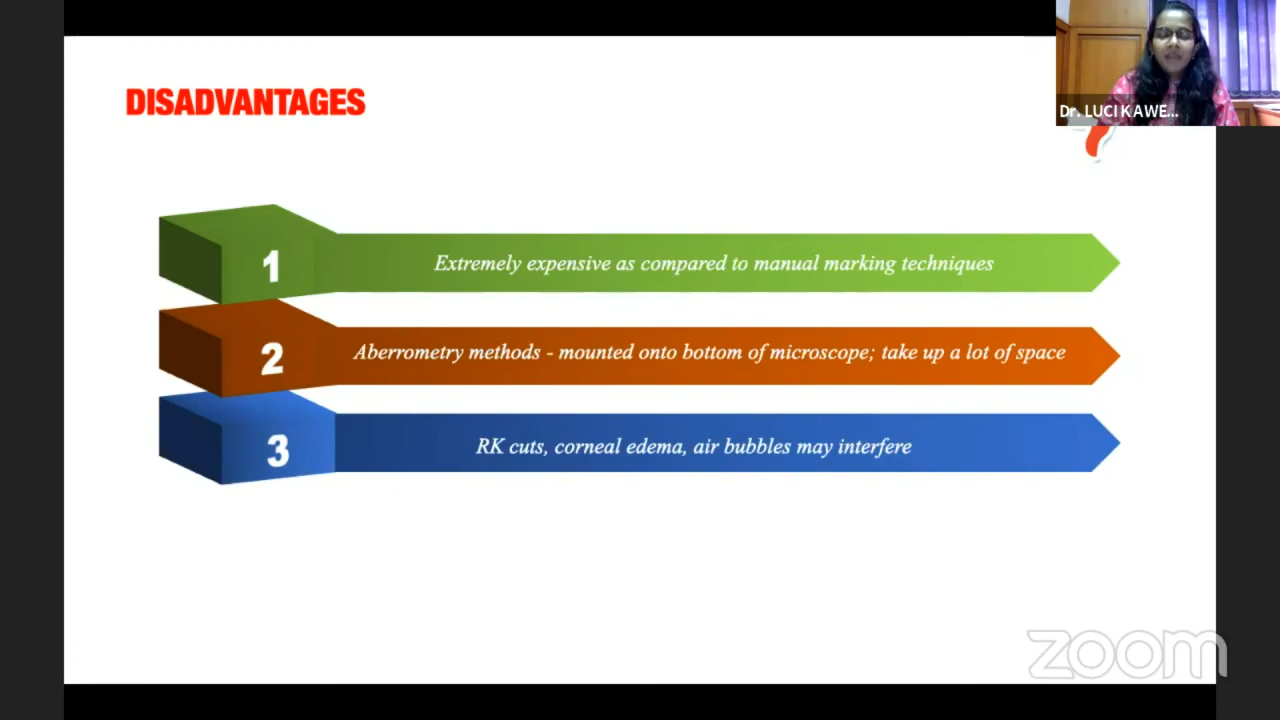 DISADVANTAGES
Dr. LUCI KAWE...
1
Extremely expensive as compared to manual marking techniques
2
Aberrometry methods - mounted onto bottom of microscope; take up a lot of space
3
RK cuts, corneal edema, air bubbles may interfere
zoom